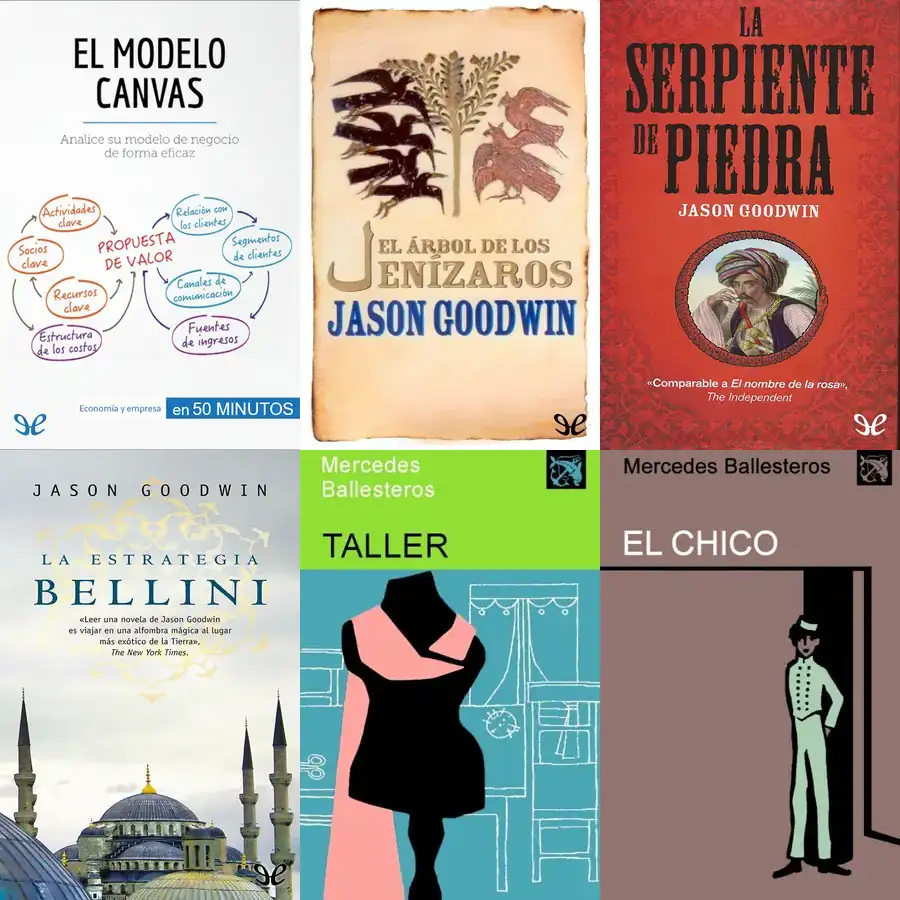 EL MODELO
CANVAS
Analice su modelo de negocio
de forma eficaz
Actividades
clave
Socios
clave
Recursos
clave
Estructura
de los costos
PROPUESTA
DE VALOR
Relación con
los clientes
Segmentos
de clientes
Canales de
comunicación
Fuentes
de ingresos
Economía y empresa en 50 MINUTOS
EL ÁRBOL DE LOS
JENÍZAROS
JASON GOODWIN
LA
SERPIENTE
DE PIEDRA
JASON GOODWIN
«Comparable a El nombre de la rosa»,
The Independent
JASON GOODWIN
LA ESTRATEGIA
BELLINI
«Leer una novela de Jason Goodwin
es viajar en una alfombra mágica al lugar
más exótico de la Tierra»,
The New York Times.
Mercedes
Ballesteros
TALLER
Mercedes Ballesteros
EL CHICO